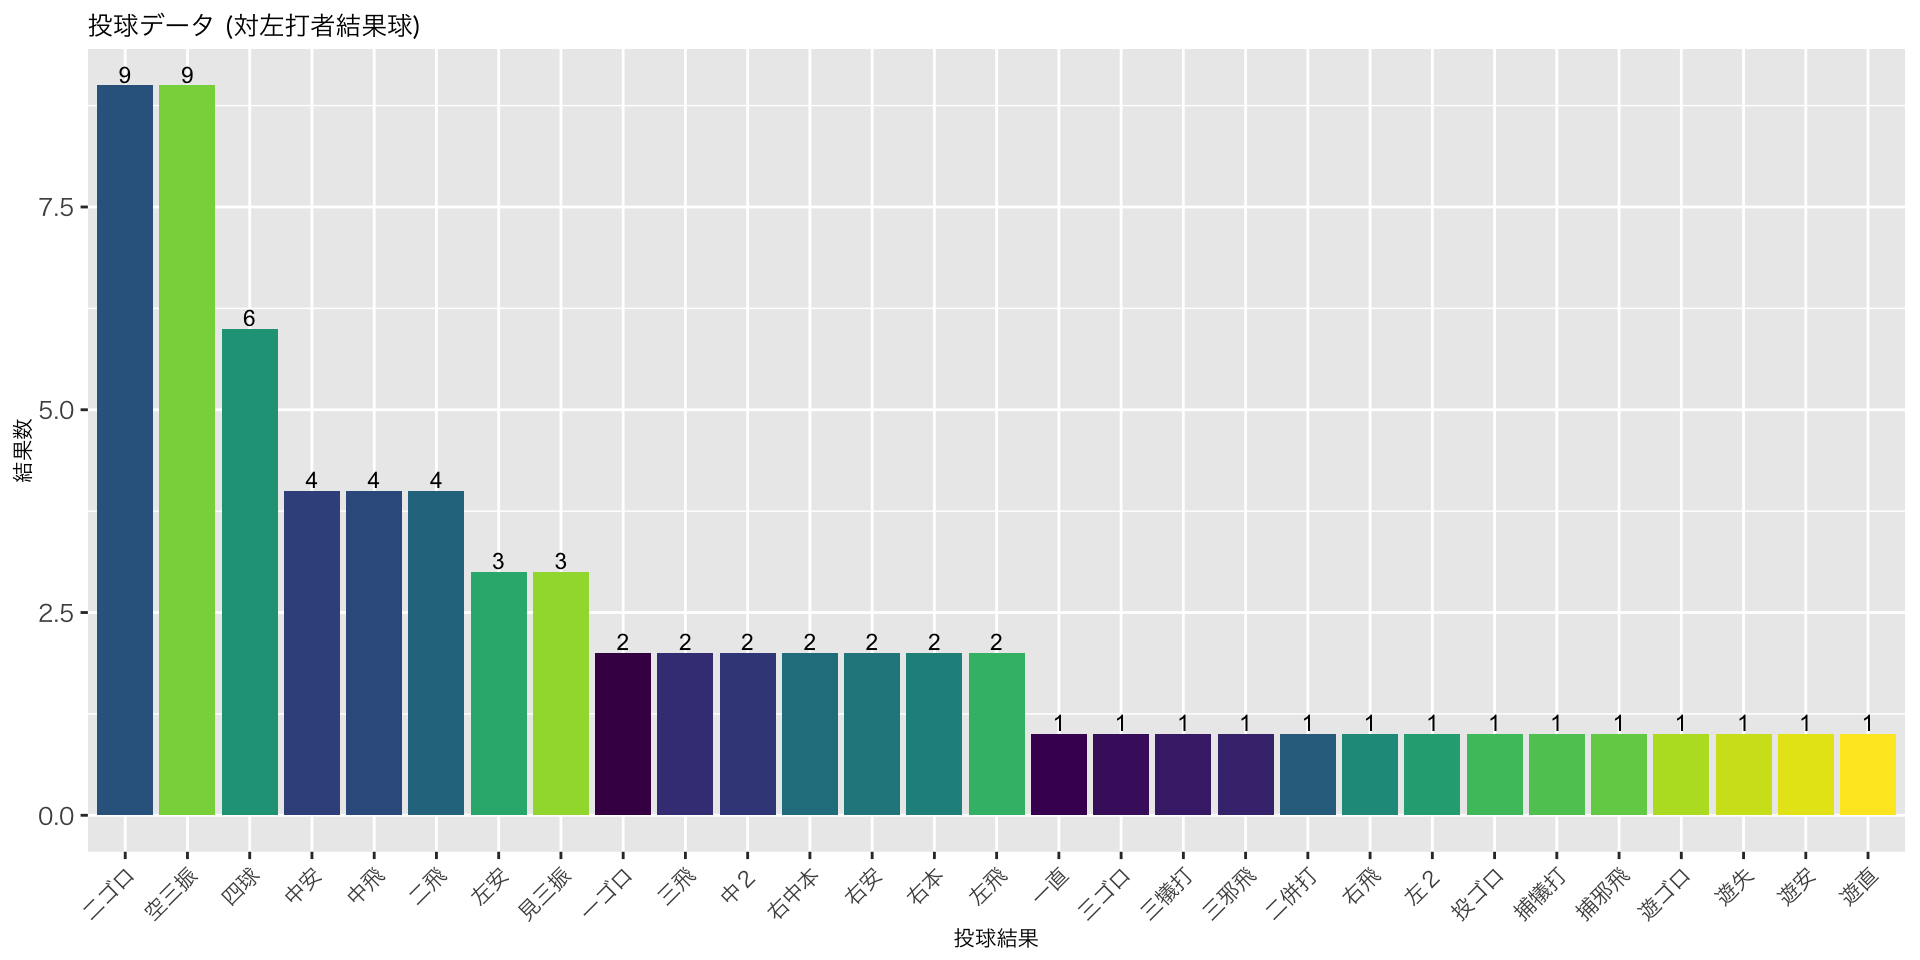 投球データ (対左打者結果球)
9 9 6 4 4 4 3 3 2 2 2 2 2 2 2 1 1 1 1 1 1 1 1 1 1 1 1 1 1
7.5
5.0
2.5
0.0
結果数
二ゴロ 空三振 四球 中安 中飛 二飛 左安 見三振 一ゴロ 三飛 中２ 右中本 右安 右本 左飛 一直 三ゴロ 三犠打 三邪飛 二併打 右飛 左２ 投ゴロ 捕犠打 捕邪飛 遊ゴロ 遊失 遊安 遊直
投球結果